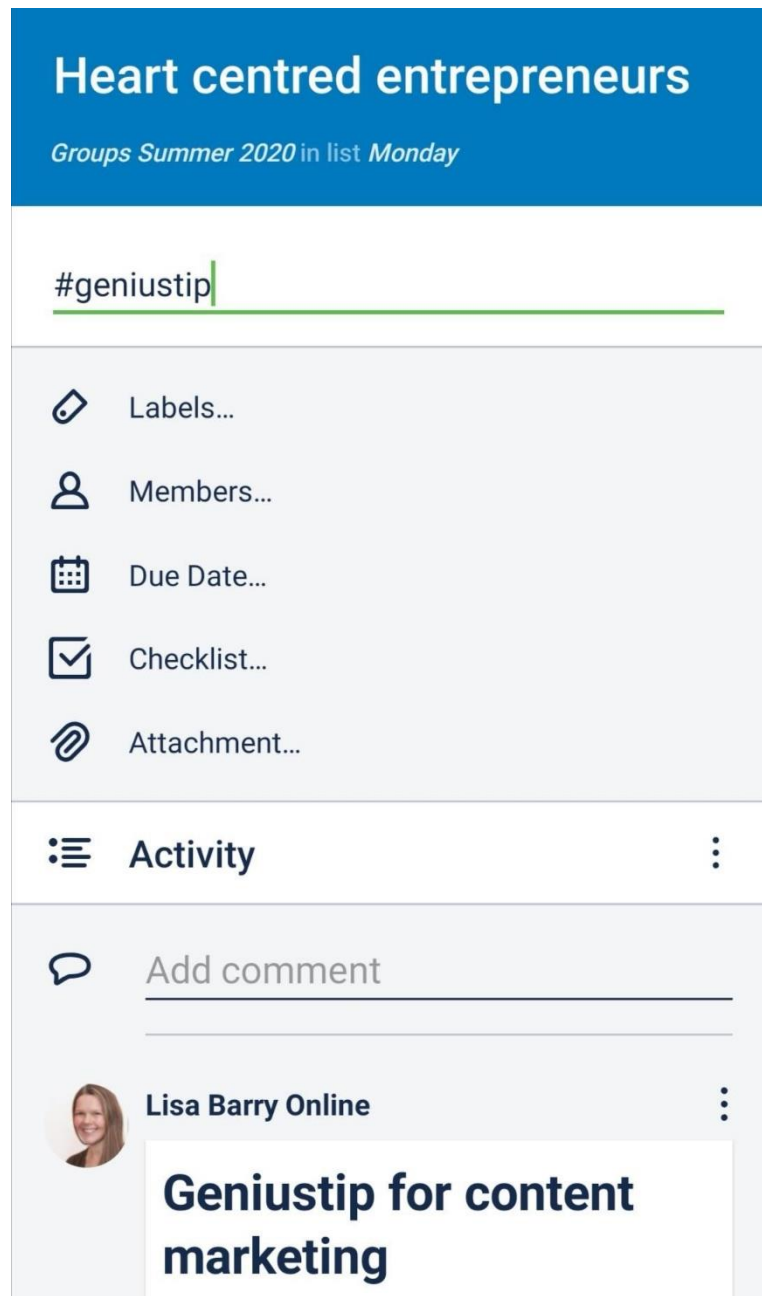 Heart centred entrepreneurs
Groups Summer 2020 in list Monday
#geniustip
Labels…
Members…
Due Date…
Checklist…
Attachment…
Activity
Add comment
Lisa Barry Online
Geniustip for content
marketing